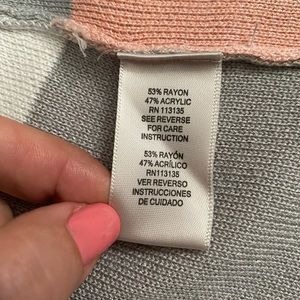 53% RAYON
47% ACRYLIC
RN 113135
SEE REVERSE
FOR CARE
INSTRUCTION
53% RAYÓN
47% ACRÍLICO
RN113135
VER REVERSO
INSTRUCCIONES
DE CUIDADO